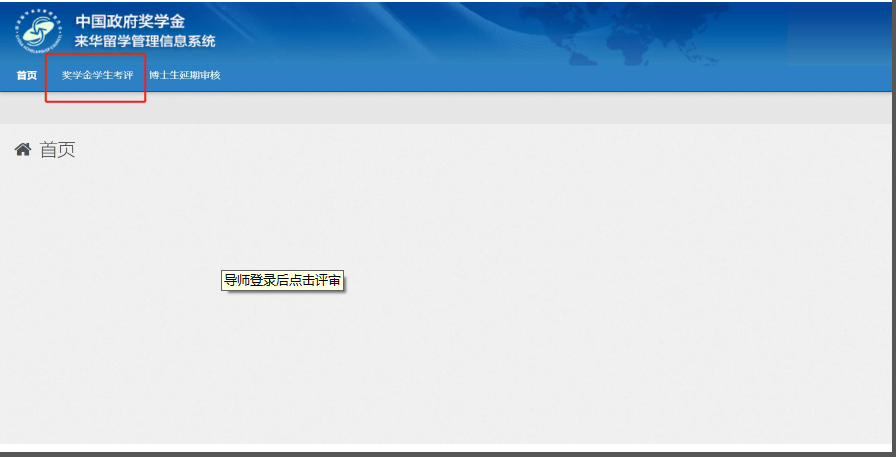 中国政府奖学金
来华留学管理信息系统
首页 奖学金学生考评 博士生延期审核
首页
导师登录后点击评审